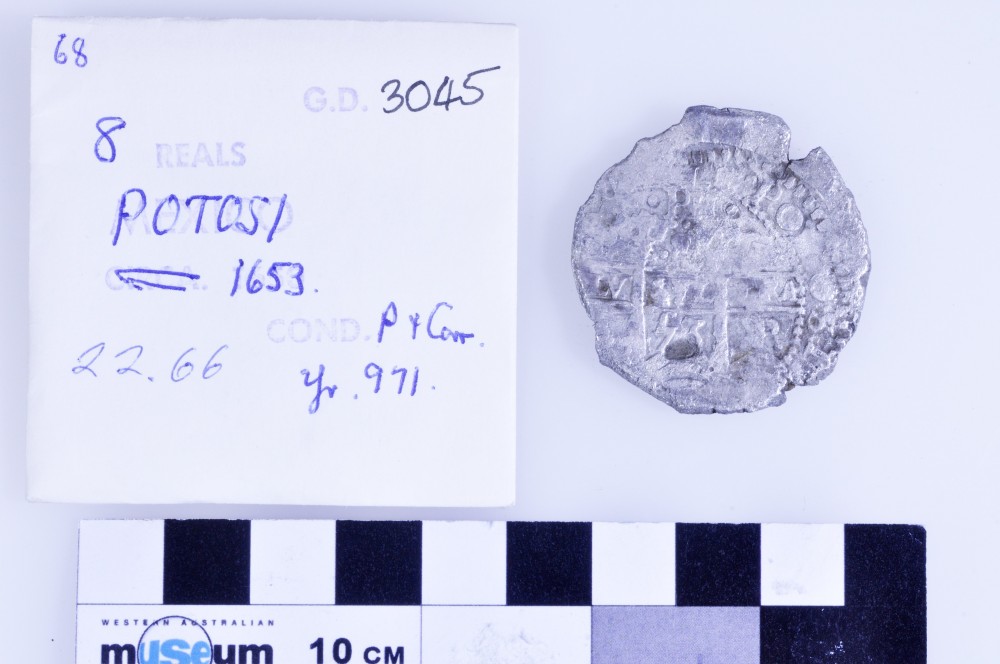 68
G.D. 3045
8 REALS
POTOSI
1653.
COND. P & Corr.
22.66
Yr. 971.
WESTERN AUSTRALIAN
museum 10 CM